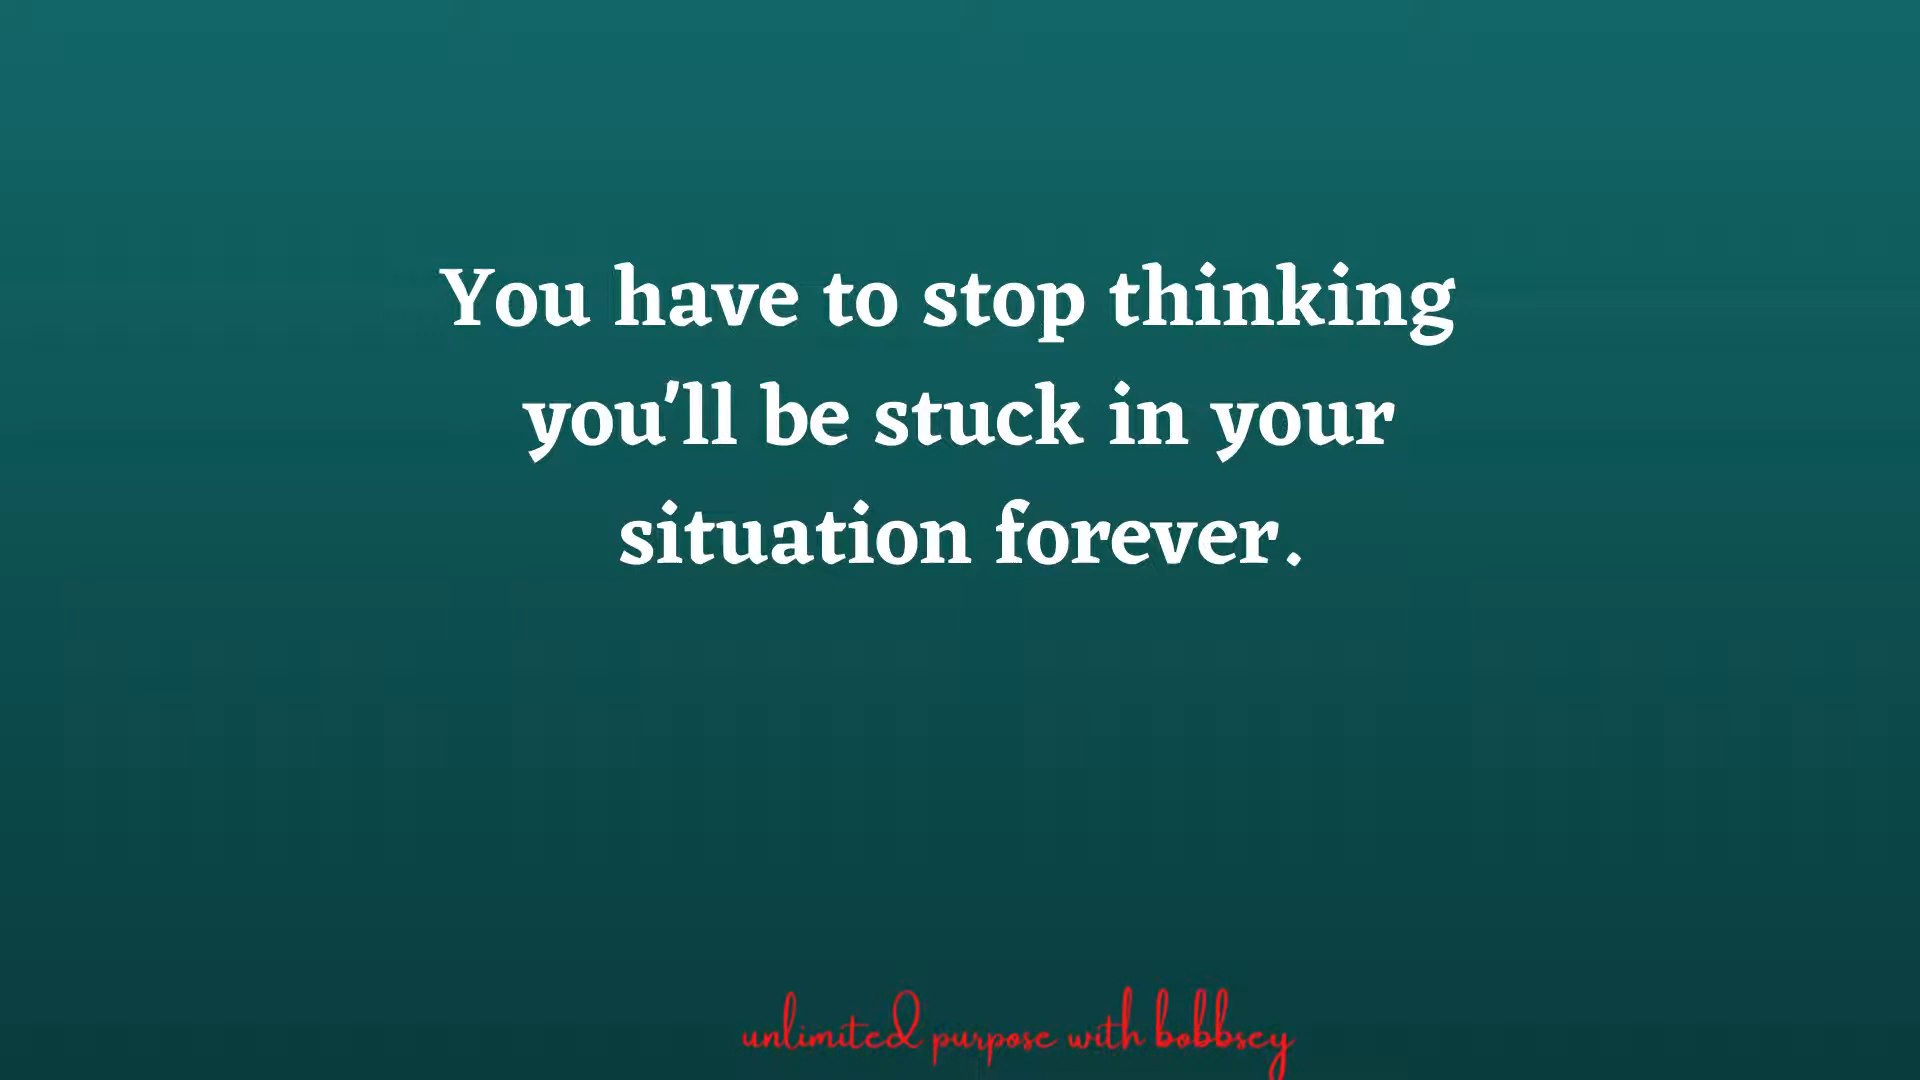 You have to stop thinking
you'll be stuck in your
situation forever.
unlimited purpose with bobbsey